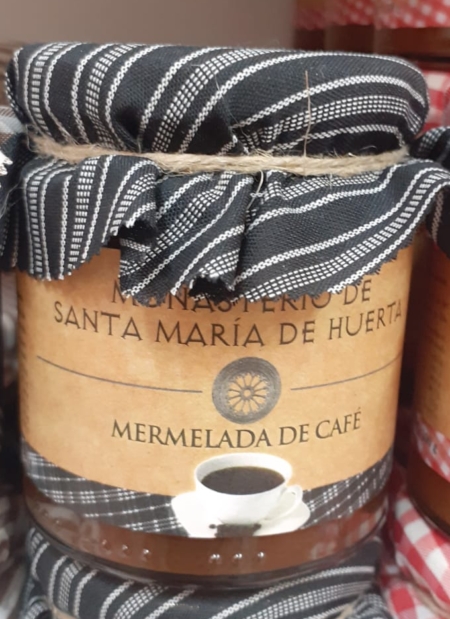 MONASTERIO DE
SANTA MARÍA DE HUERTA
MERMELADA DE CAFÉ